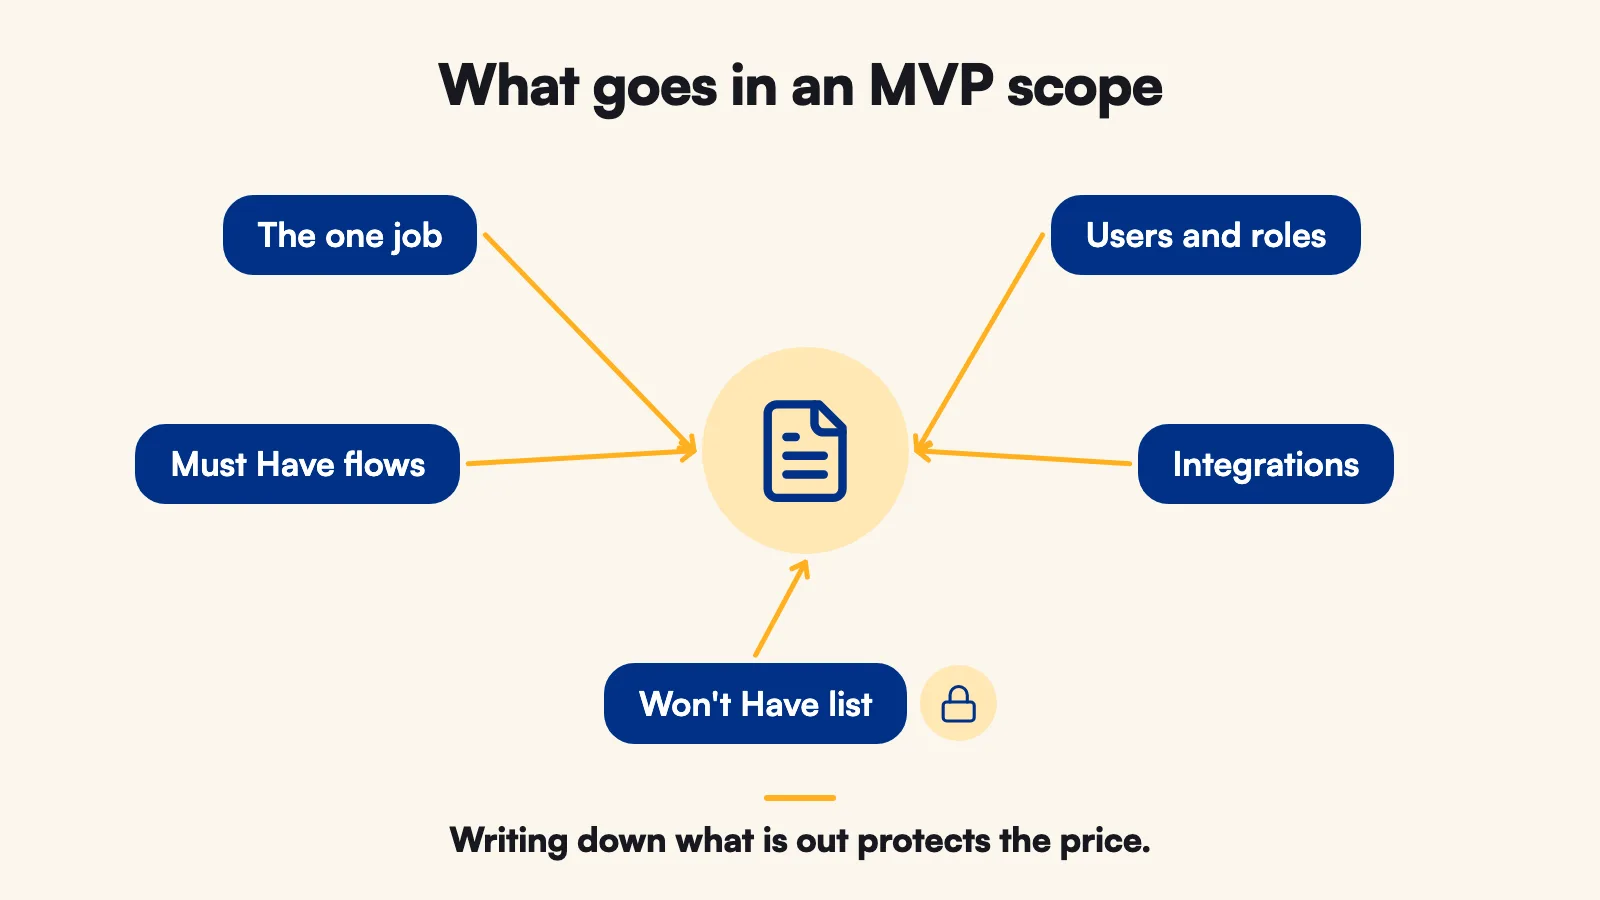 What goes in an MVP scope
The one job
Users and roles
Must Have flows
Integrations
Won't Have list
Writing down what is out protects the price.